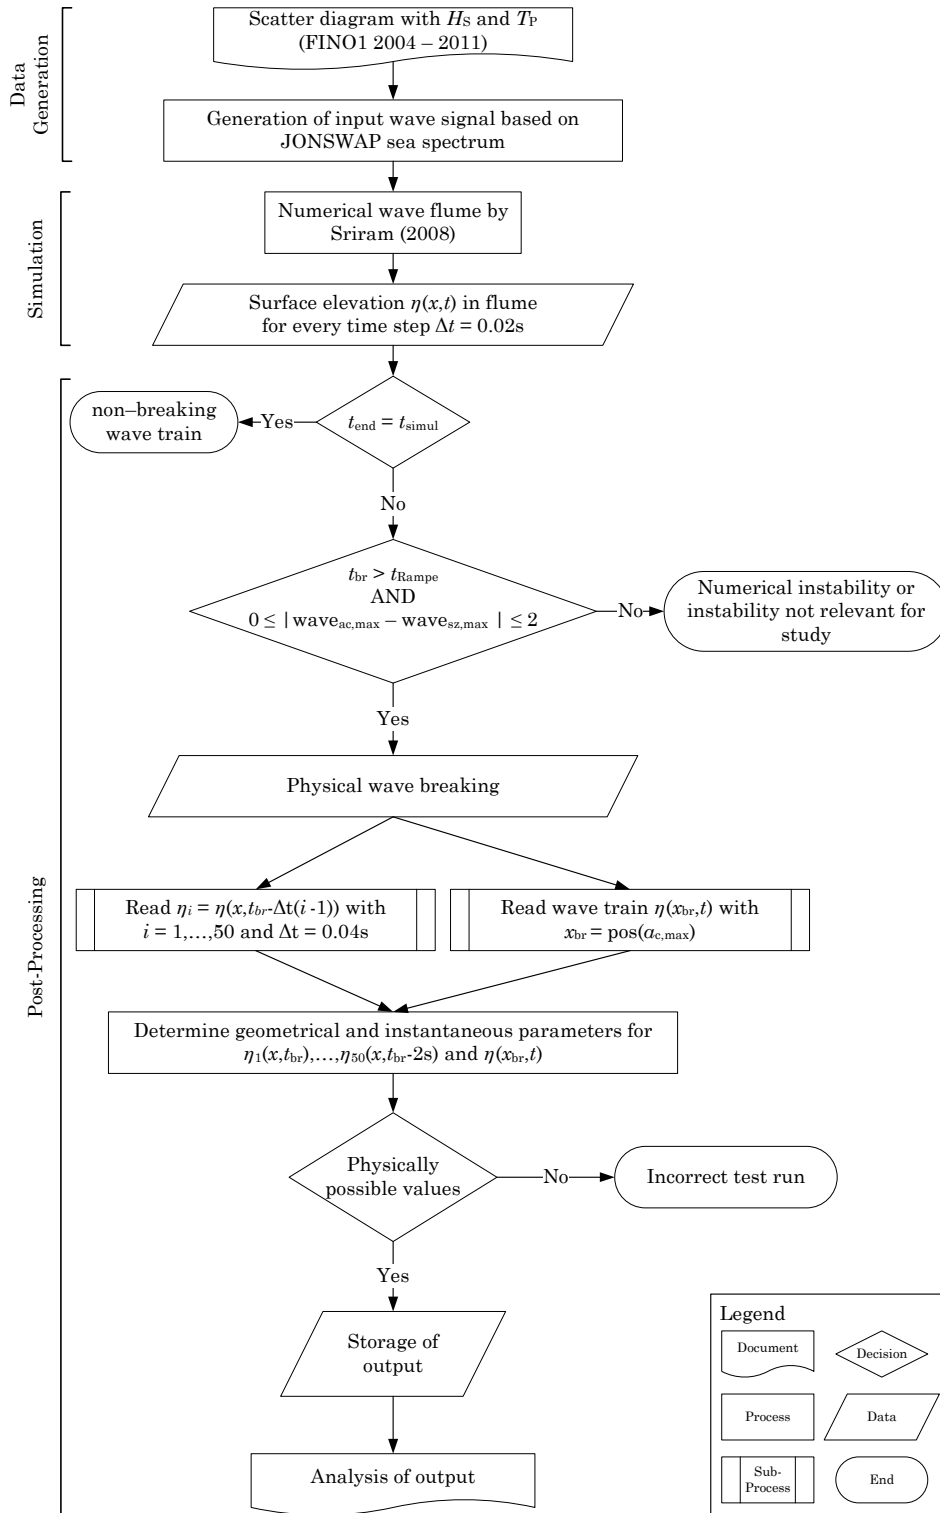 Data
Generation
Scatter diagram with HS and TP
(FINO1 2004 – 2011)
Generation of input wave signal based on
JONSWAP sea spectrum
Simulation
Numerical wave flume by
Sriram (2008)
Surface elevation η(x,t) in flume
for every time step Δt = 0.02s
Post-Processing
tend = tsimul
Yes
non–breaking
wave train
No
tbr > tRampe
AND
0 ≤ | waveac,max – wavesz,max | ≤ 2
No
Numerical instability or
instability not relevant for
study
Yes
Physical wave breaking
Read ηi = η(x,tbr-Δt(i -1)) with
i = 1,…,50 and Δt = 0.04s
Read wave train η(xbr,t) with
xbr = pos(ac,max)
Determine geometrical and instantaneous parameters for
η1(x,tbr),…,η50(x,tbr-2s) and η(xbr,t)
Physically
possible values
No
Incorrect test run
Yes
Storage of
output
Analysis of output
Legend
Document
Decision
Process
Data
Sub-
Process
End